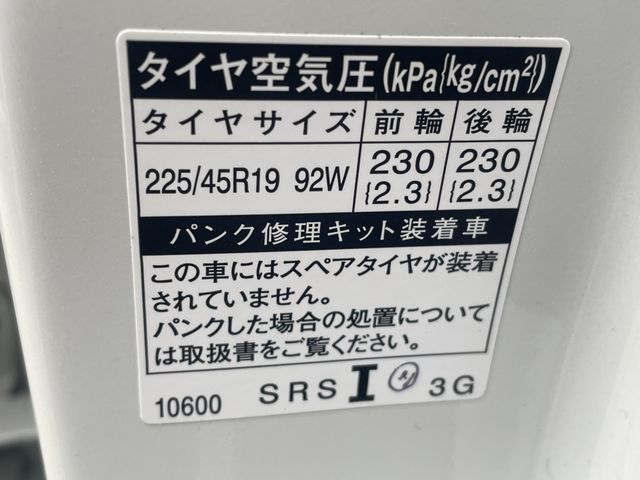 タイヤ空気圧(kPa{kg/cm²})
タイヤサイズ 前輪 後輪
225/45R19 92W 230 {2.3} 230 {2.3}
パンク修理キット装着車
この車にはスペアタイヤが装着
されていません。
パンクした場合の処置について
は取扱書をご覧ください。
10600 SRS I 3G